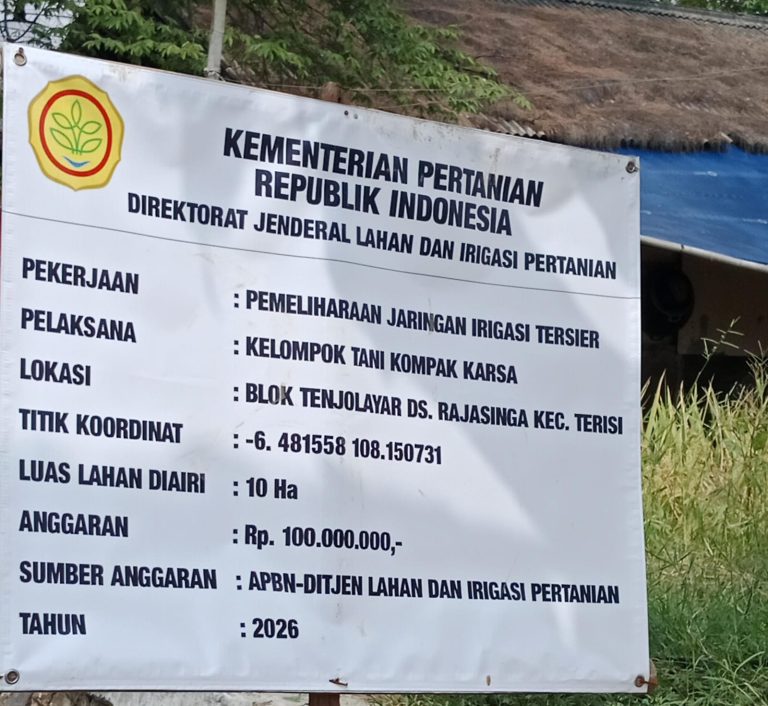 KEMENTERIAN PERTANIAN
REPUBLIK INDONESIA
DIREKTORAT JENDERAL LAHAN DAN IRIGASI PERTANIAN
PEKERJAAN : PEMELIHARAAN JARINGAN IRIGASI TERSIER
PELAKSANA : KELOMPOK TANI KOMPAK KARSA
LOKASI : BLOK TENJOLAYAR DS. RAJASINGA KEC. TERISI
TITIK KOORDINAT : -6. 481558 108.150731
LUAS LAHAN DIAIRI : 10 Ha
ANGGARAN : Rp. 100.000.000,-
SUMBER ANGGARAN : APBN-DITJEN LAHAN DAN IRIGASI PERTANIAN
TAHUN : 2026